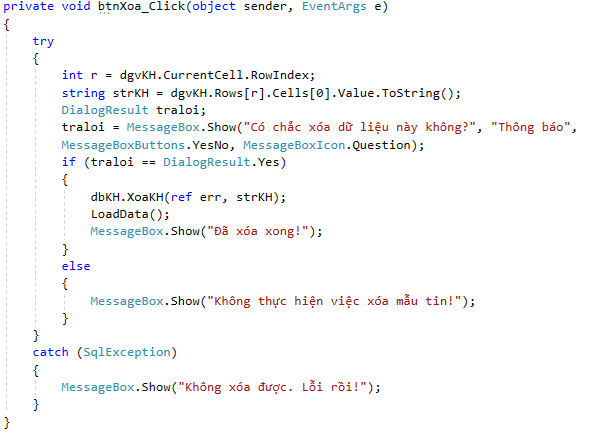 private void btnXoa_Click(object sender, EventArgs e)
{
    try
    {
        int r = dgvKH.CurrentCell.RowIndex;
        string strKH = dgvKH.Rows[r].Cells[0].Value.ToString();
        DialogResult traloi;
        traloi = MessageBox.Show("Có chắc xóa dữ liệu này không?", "Thông báo",
        MessageBoxButtons.YesNo, MessageBoxIcon.Question);
        if (traloi == DialogResult.Yes)
        {
            dbKH.XoaKH(ref err, strKH);
            LoadData();
            MessageBox.Show("Đã xóa xong!");
        }
        else
        {
            MessageBox.Show("Không thực hiện việc xóa mẫu tin!");
        }
    }
    catch (SqlException)
    {
        MessageBox.Show("Không xóa được. Lỗi rồi!");
    }
}